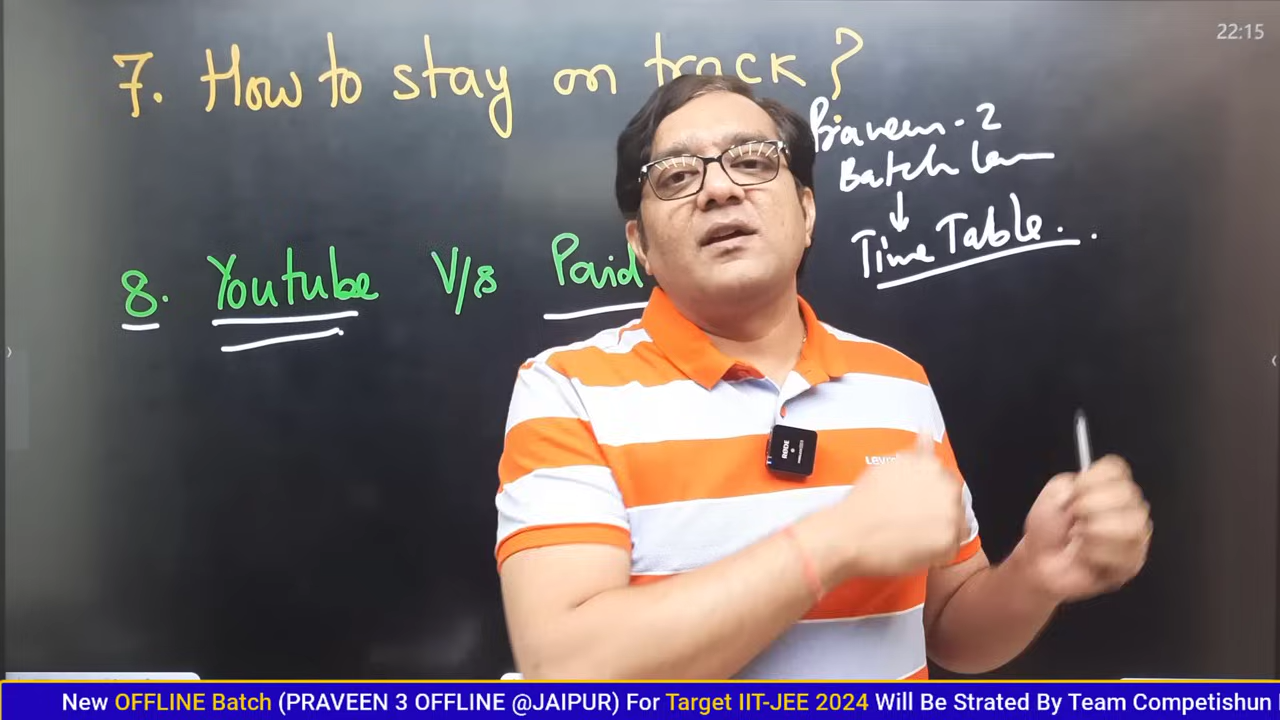 22:15
7. How to stay on track?
Praveen-2
Batch
Time Table.
8. Youtube V/s Paid
RØDE
New OFFLINE Batch (PRAVEEN 3 OFFLINE @JAIPUR) For Target IIT-JEE 2024 Will Be Strated By Team Competishun